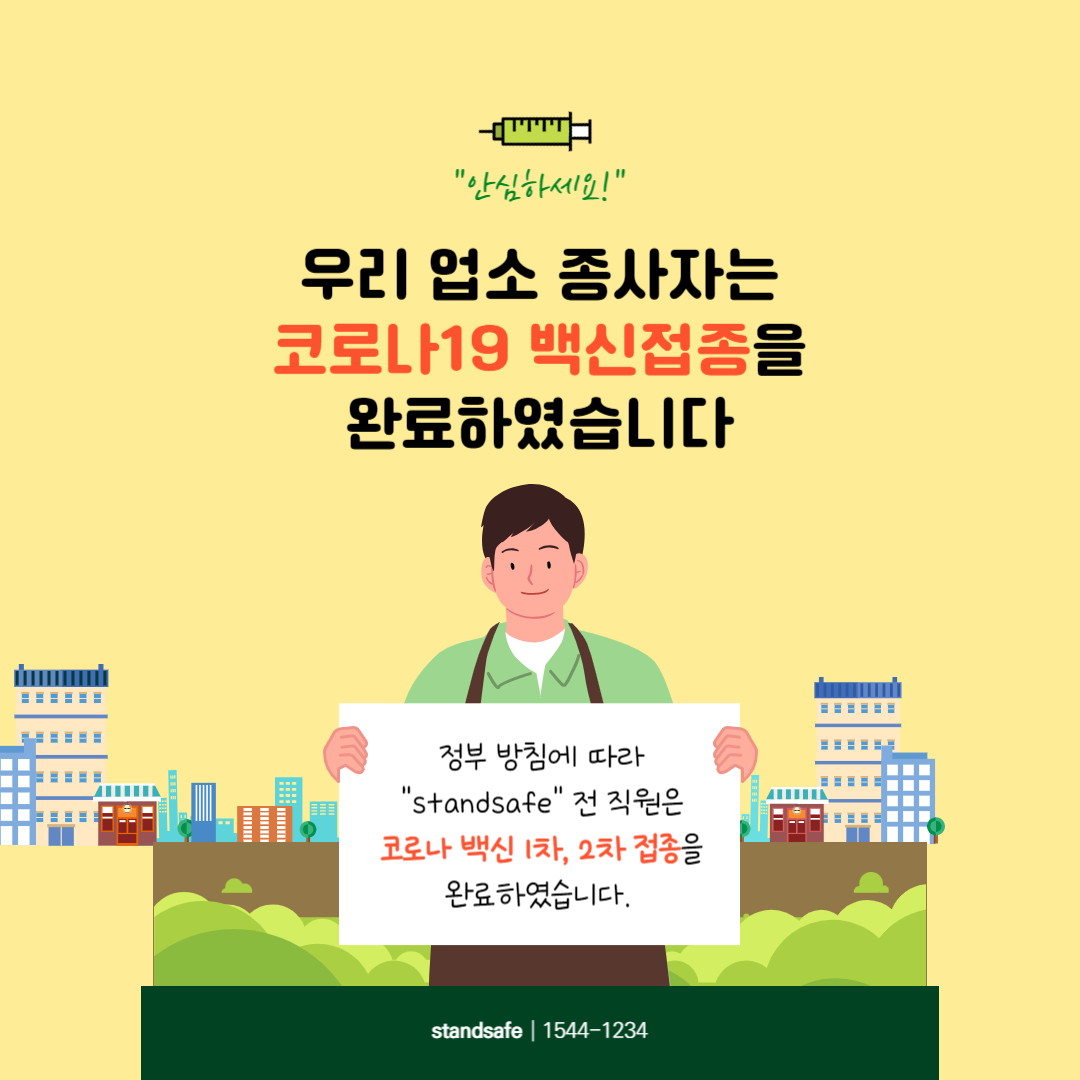 "안심하세요!"
우리 업소 종사자는
코로나19 백신접종을
완료하였습니다
정부 방침에 따라
"standsafe" 전 직원은
코로나 백신 1차, 2차 접종을
완료하였습니다.
standsafe | 1544-1234